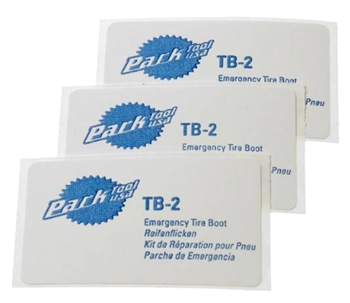 Park Tool USA
TB-2
Emergency Tire Boot
Pneu
Park Tool USA
TB-2
Emergency Tire Boot
Pneu
Park Tool USA
TB-2
Emergency Tire Boot
Reifenflicken
Kit de Réparation pour Pneu
Parche de Emergencia